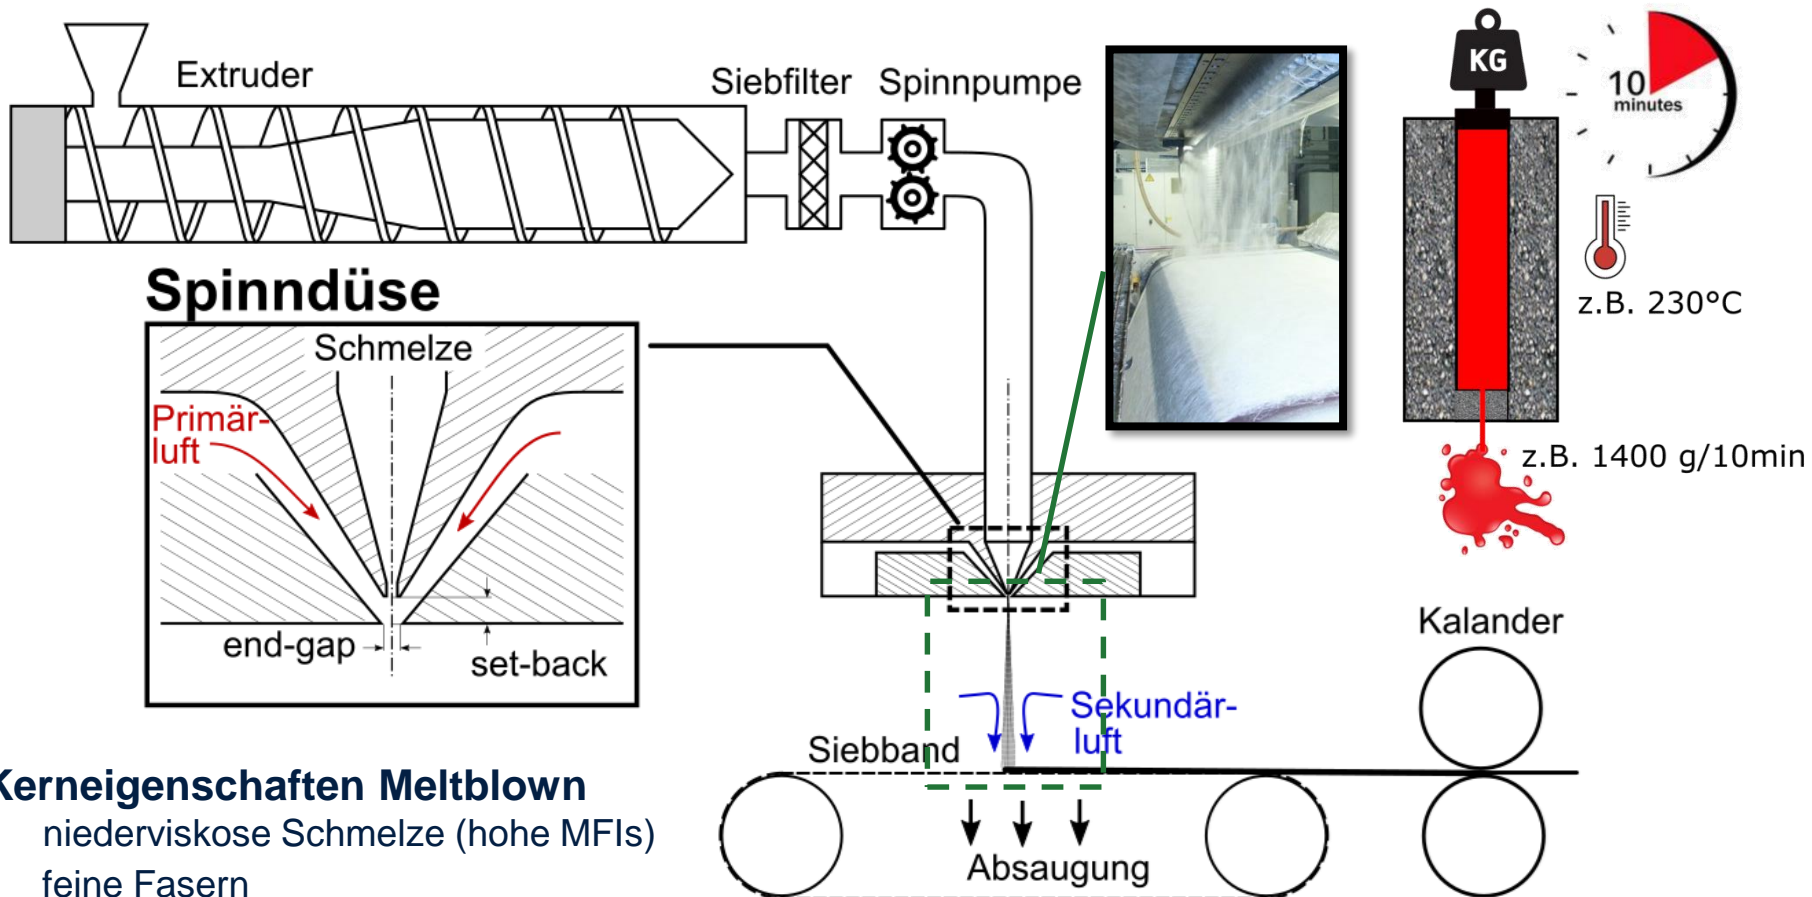 Extruder
Siebfilter
Spinnpumpe
KG
10
minutes
z.B. 230°C
z.B. 1400 g/10min
Spinndüse
Schmelze
Primär-
luft
end-gap
set-back
Kalander
Sekundär-
luft
Siebband
Absaugung
Kerneigenschaften Meltblown
niederviskose Schmelze (hohe MFIs)
feine Fasern